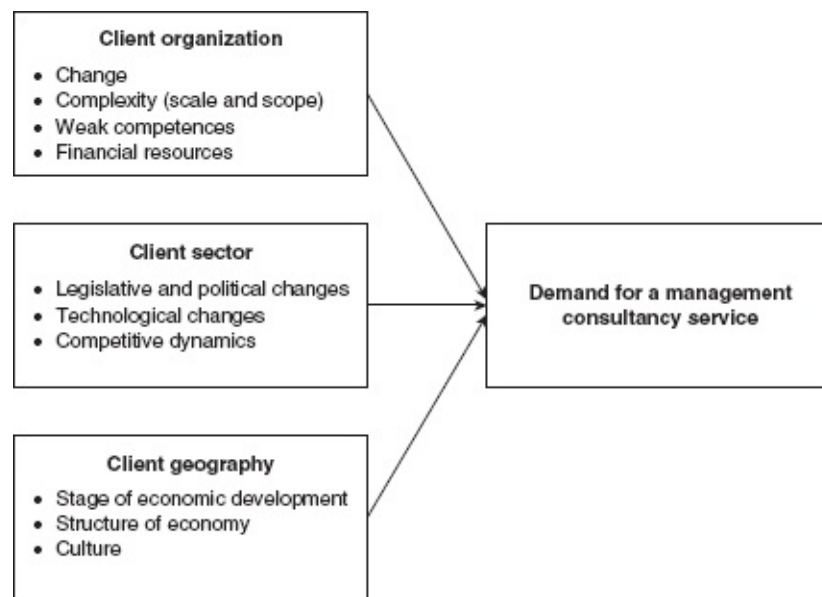 Client organization
• Change
• Complexity (scale and scope)
• Weak competences
• Financial resources
Client sector
• Legislative and political changes
• Technological changes
• Competitive dynamics
Demand for a management
consultancy service
Client geography
• Stage of economic development
• Structure of economy
• Culture